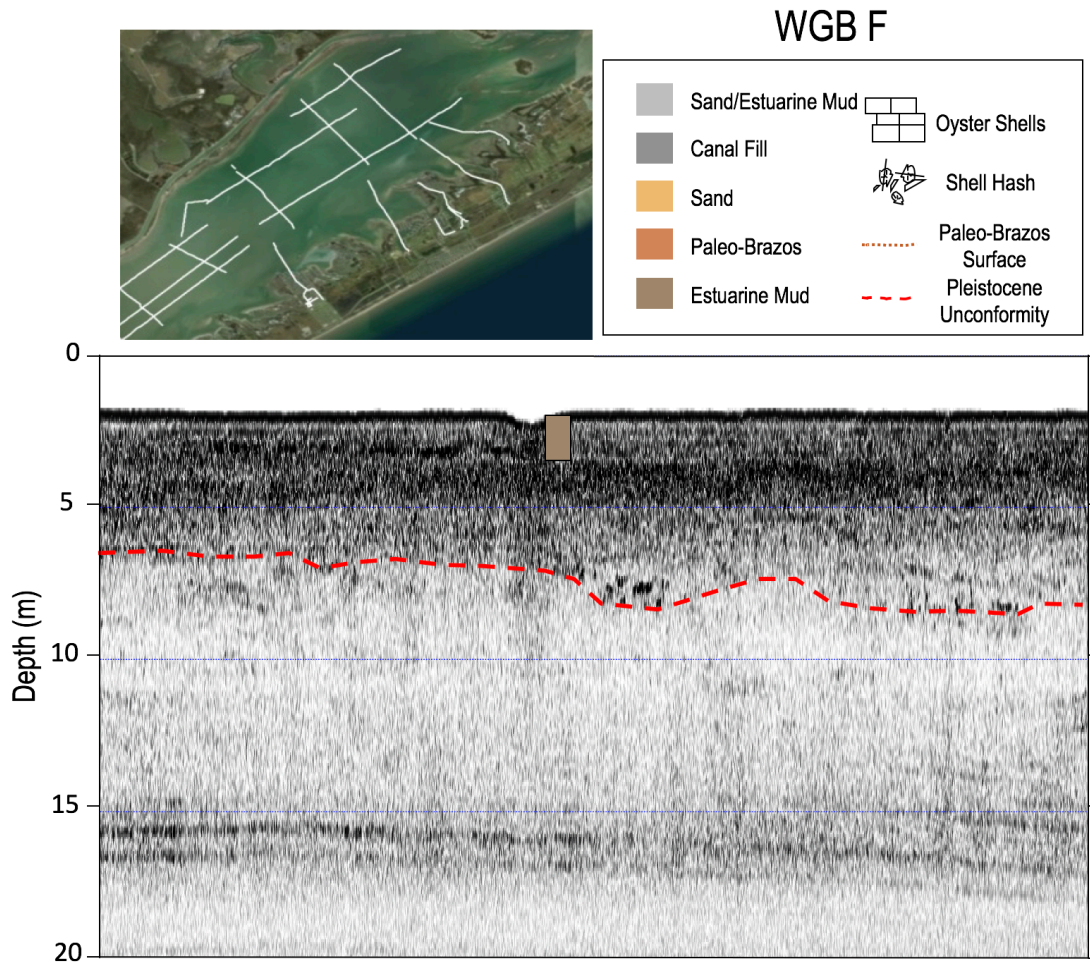 WGB F
Sand/Estuarine Mud
Canal Fill
Sand
Paleo-Brazos
Estuarine Mud
Oyster Shells
Shell Hash
Paleo-Brazos
Surface
Pleistocene
Unconformity
0
5
10
15
20
Depth (m)